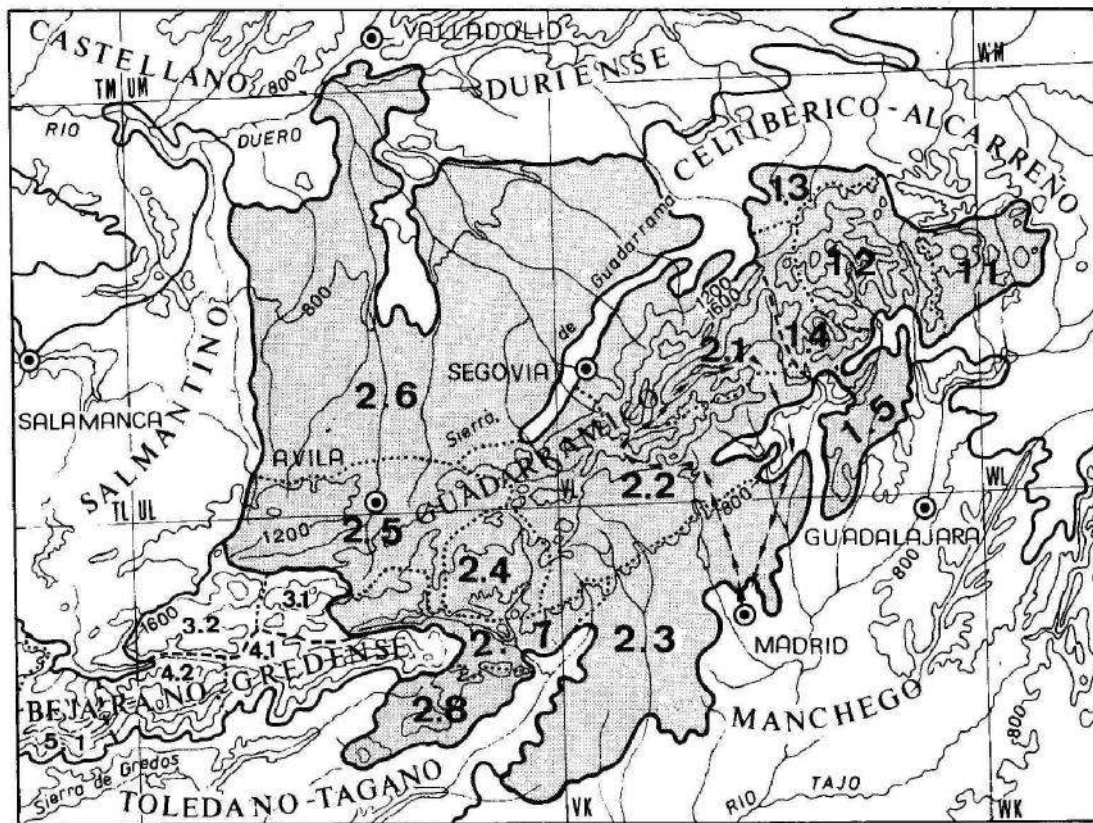 CASTELLANO DURIENSE
VALLADOLID
800
TM UM
WM
RIO DUERO
CELTIBERICO-ALCARREÑO
1.3
1.2
1.1
1.4
1.5
800
1200
1600
Sierra de Guadarrama
2.1
SEGOVIA
2.6
SALAMANCA
SALMANTINO
AVILA
GUADARRAMICO
2.2
VL
800
WL
TL UL
1200
2.5
GUADALAJARA
800
2.4
3.1
1600
3.2
4.1
2.7
2.3
MADRID
4.2
BEJARANO-GREDENSE
2.8
MANCHEGO
5.1
800
Sierra de Gredos
TOLEDANO-TAGANO
RIO TAJO
VK
WK